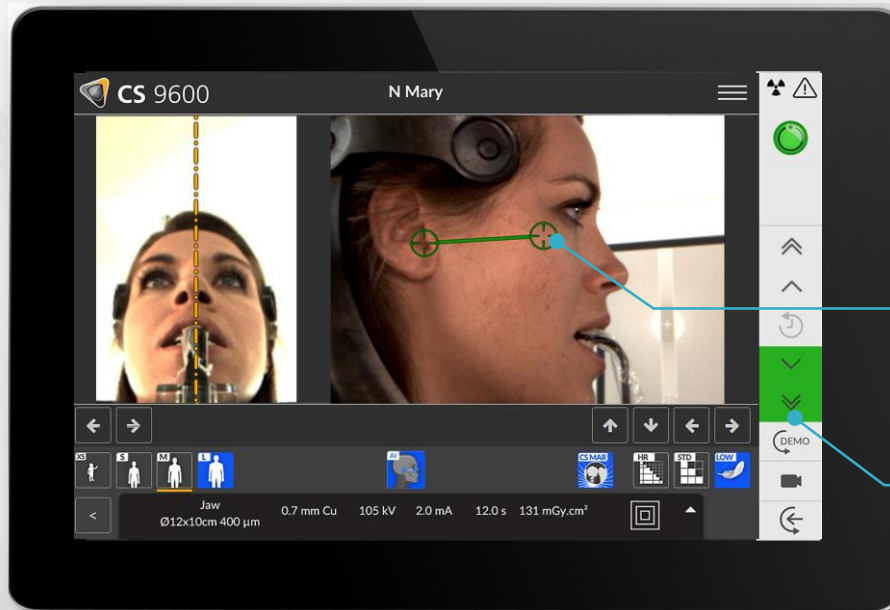 CS 9600
N Mary
DEMO
XS
S
M
L
AI
CS MAR
HR
STD
LOW
<
Jaw
Ø12x10cm 400 µm
0.7 mm Cu 105 kV 2.0 mA 12.0 s 131 mGy.cm²